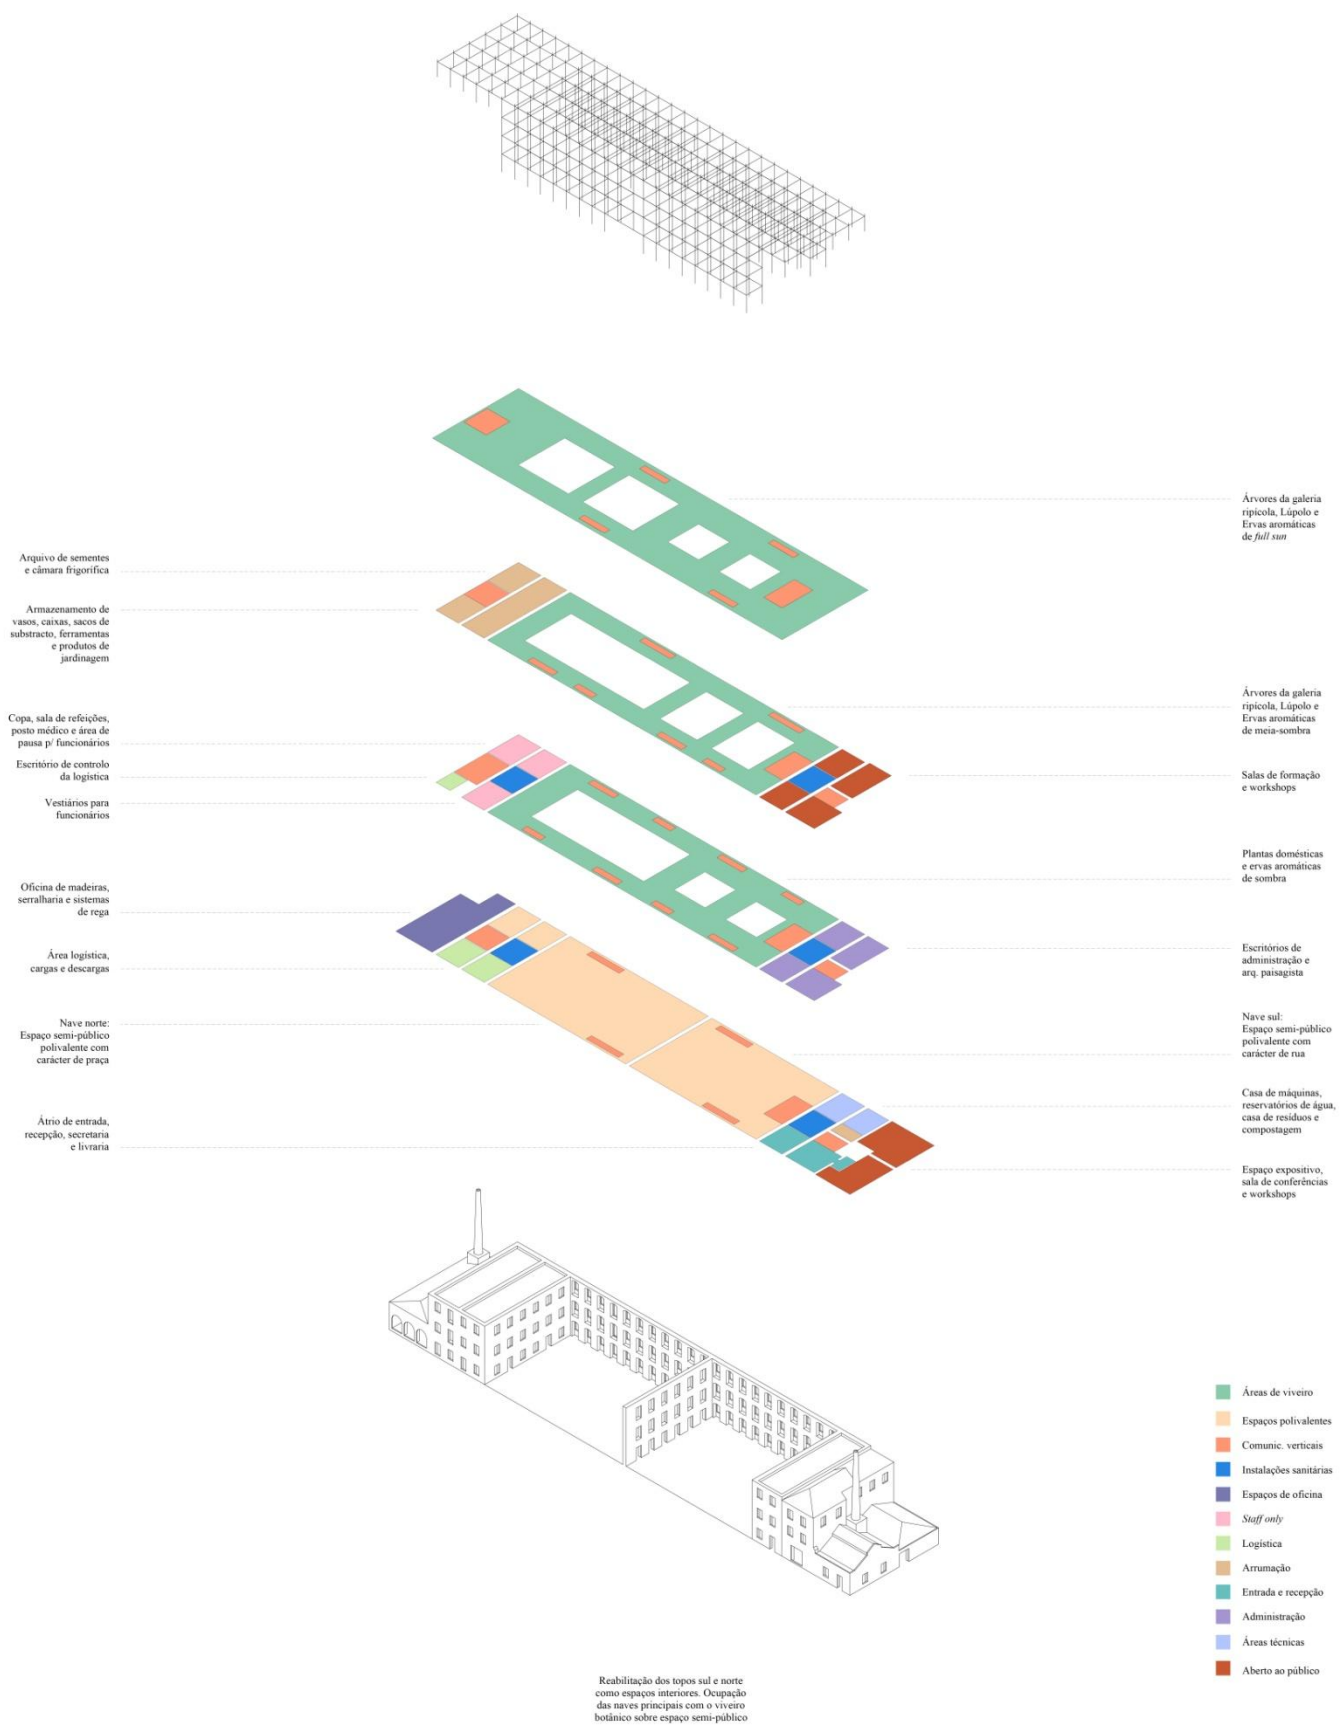 Árvores da galeria
ripícola, Lúpolo e
Ervas aromáticas
de full sun
Arquivo de sementes
e câmara frigorífica
Armazenamento de
vasos, caixas, sacos de
substracto, ferramentas
e produtos de
jardinagem
Árvores da galeria
ripícola, Lúpolo e
Ervas aromáticas
de meia-sombra
Copa, sala de refeições,
posto médico e área de
pausa p/ funcionários
Escritório de controlo
da logística
Salas de formação
e workshops
Vestiários para
funcionários
Plantas domésticas
e ervas aromáticas
de sombra
Oficina de madeiras,
serralharia e sistemas
de rega
Escritórios de
administração e
arq. paisagista
Área logística,
cargas e descargas
Nave norte:
Espaço semi-público
polivalente com
carácter de praça
Nave sul:
Espaço semi-público
polivalente com
carácter de rua
Casa de máquinas,
reservatórios de água,
casa de resíduos e
compostagem
Átrio de entrada,
recepção, secretaria
e livraria
Espaço expositivo,
sala de conferências
e workshops
Áreas de viveiro
Espaços polivalentes
Comunic. verticais
Instalações sanitárias
Espaços de oficina
Staff only
Logística
Arrumação
Entrada e recepção
Administração
Áreas técnicas
Aberto ao público
Reabilitação dos topos sul e norte
como espaços interiores. Ocupação
das naves principais com o viveiro
botânico sobre espaço semi-público